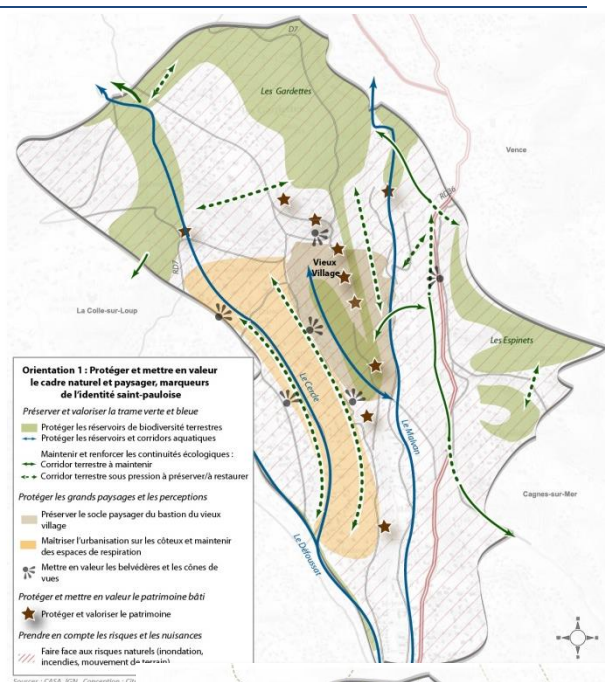 D7
Les Gardettes
Vence
RD36
Vieux
Village
RD7
La Colle-sur-Loup
Les Espinets
Le Cercle
Le Malvan
Cagnes-sur-Mer
Le Défoussat
Orientation 1 : Protéger et mettre en valeur
le cadre naturel et paysager, marqueurs
de l'identité saint-pauloise
Préserver et valoriser la trame verte et bleue
Protéger les réservoirs de biodiversité terrestres
Protéger les réservoirs et corridors aquatiques
Maintenir et renforcer les continuités écologiques :
Corridor terrestre à maintenir
Corridor terrestre sous pression à préserver/à restaurer
Protéger les grands paysages et les perceptions
Préserver le socle paysager du bastion du vieux
village
Maîtriser l'urbanisation sur les côteux et maintenir
des espaces de respiration
Mettre en valeur les belvédères et les cônes de
vues
Protéger et mettre en valeur le patrimoine bâti
Protéger et valoriser le patrimoine
Prendre en compte les risques et les nuisances
Faire face aux risques naturels (inondation,
incendies, mouvement de terrain)